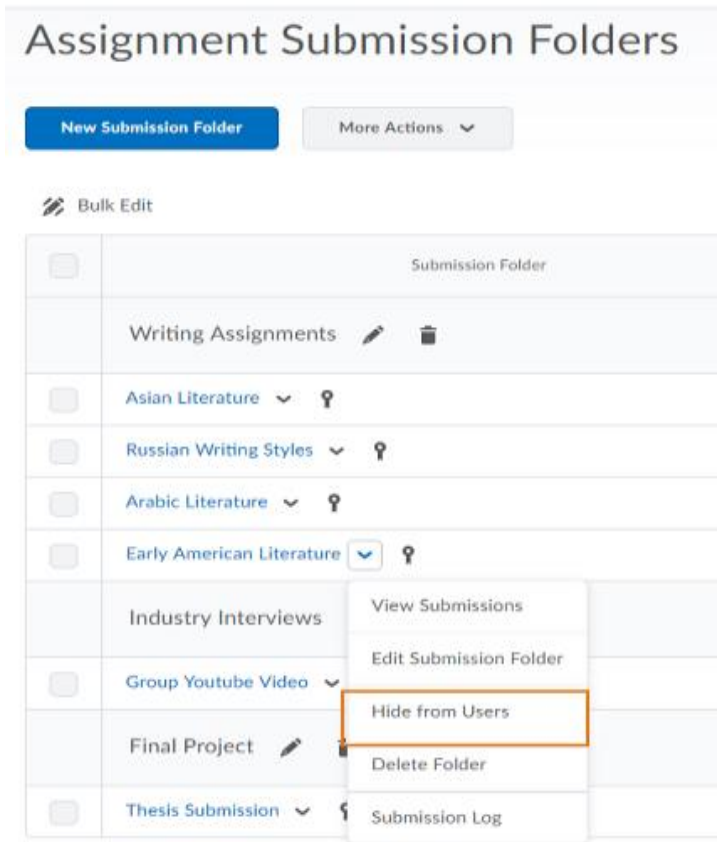 Assignment Submission Folders
New Submission Folder
More Actions
Bulk Edit
Submission Folder
Writing Assignments
Asian Literature
Russian Writing Styles
Arabic Literature
Early American Literature
View Submissions
Industry Interviews
Edit Submission Folder
Group Youtube Video
Hide from Users
Final Project
Delete Folder
Thesis Submission
Submission Log